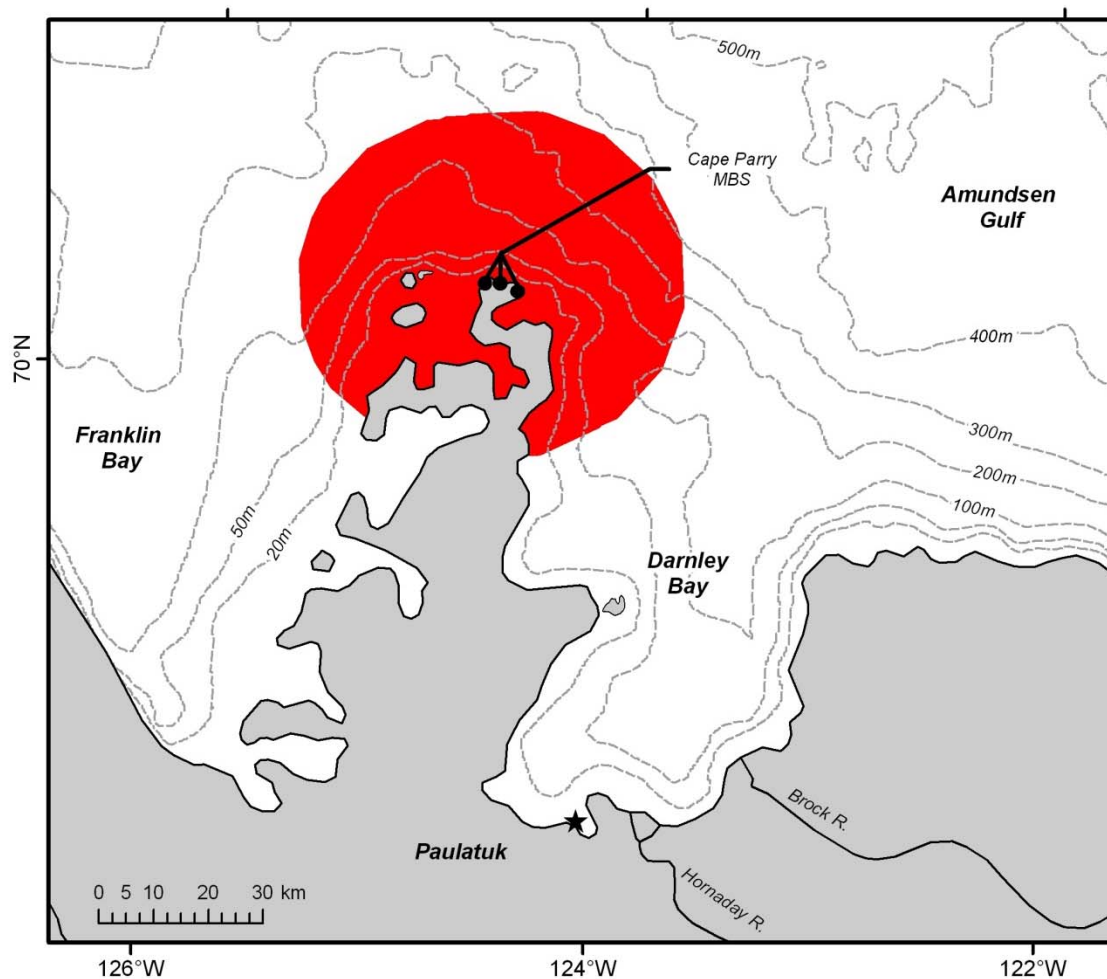 500m
Cape Parry
MBS
Amundsen
Gulf
70°N
400m
Franklin
Bay
300m
200m
100m
50m
20m
Darnley
Bay
Brock R.
Paulatuk
Hornaday R.
0 5 10 20 30 km
126°W 124°W 122°W